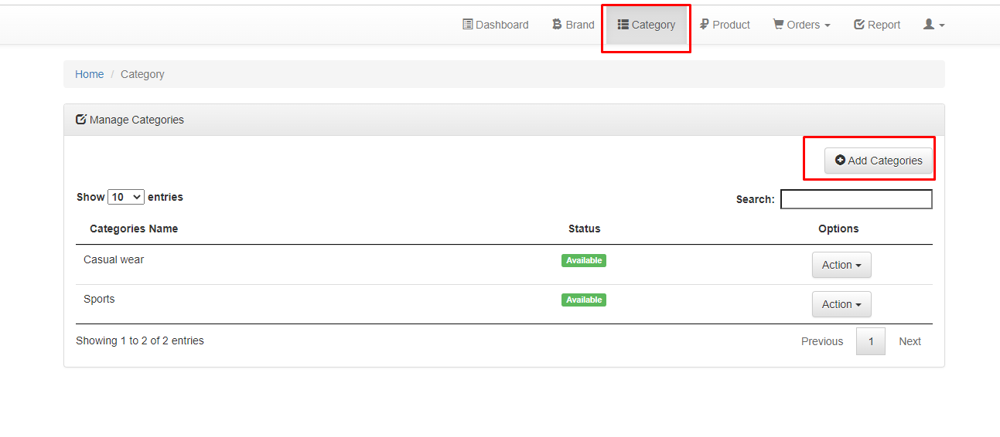 Dashboard Brand Category Product Orders Report
Home / Category
Manage Categories
Add Categories
Show 10 entries Search:
Categories Name Status Options
Casual wear Available Action
Sports Available Action
Showing 1 to 2 of 2 entries Previous 1 Next